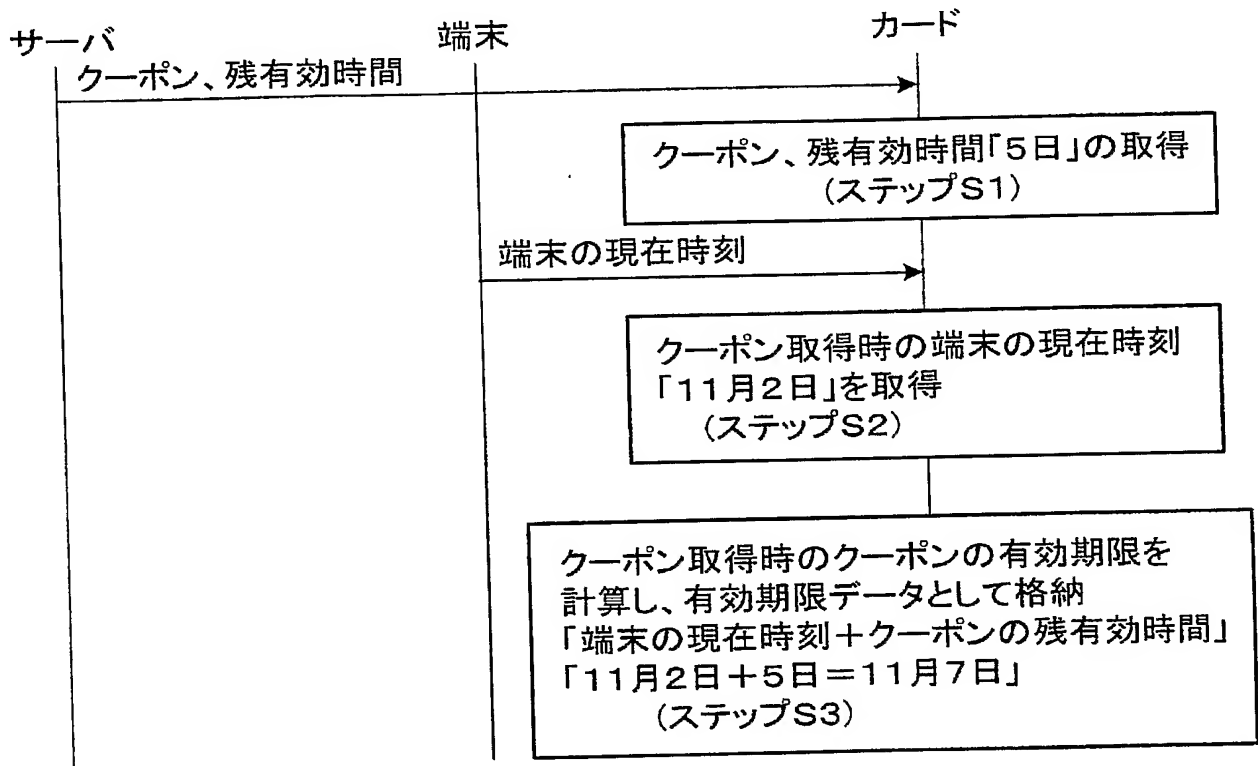 サーバ
端末
カード
クーポン、残有効時間
クーポン、残有効時間「5日」の取得
(ステップS1)
端末の現在時刻
クーポン取得時の端末の現在時刻
「11月2日」を取得
(ステップS2)
クーポン取得時のクーポンの有効期限を
計算し、有効期限データとして格納
「端末の現在時刻+クーポンの残有効時間」
「11月2日+5日=11月7日」
(ステップS3)